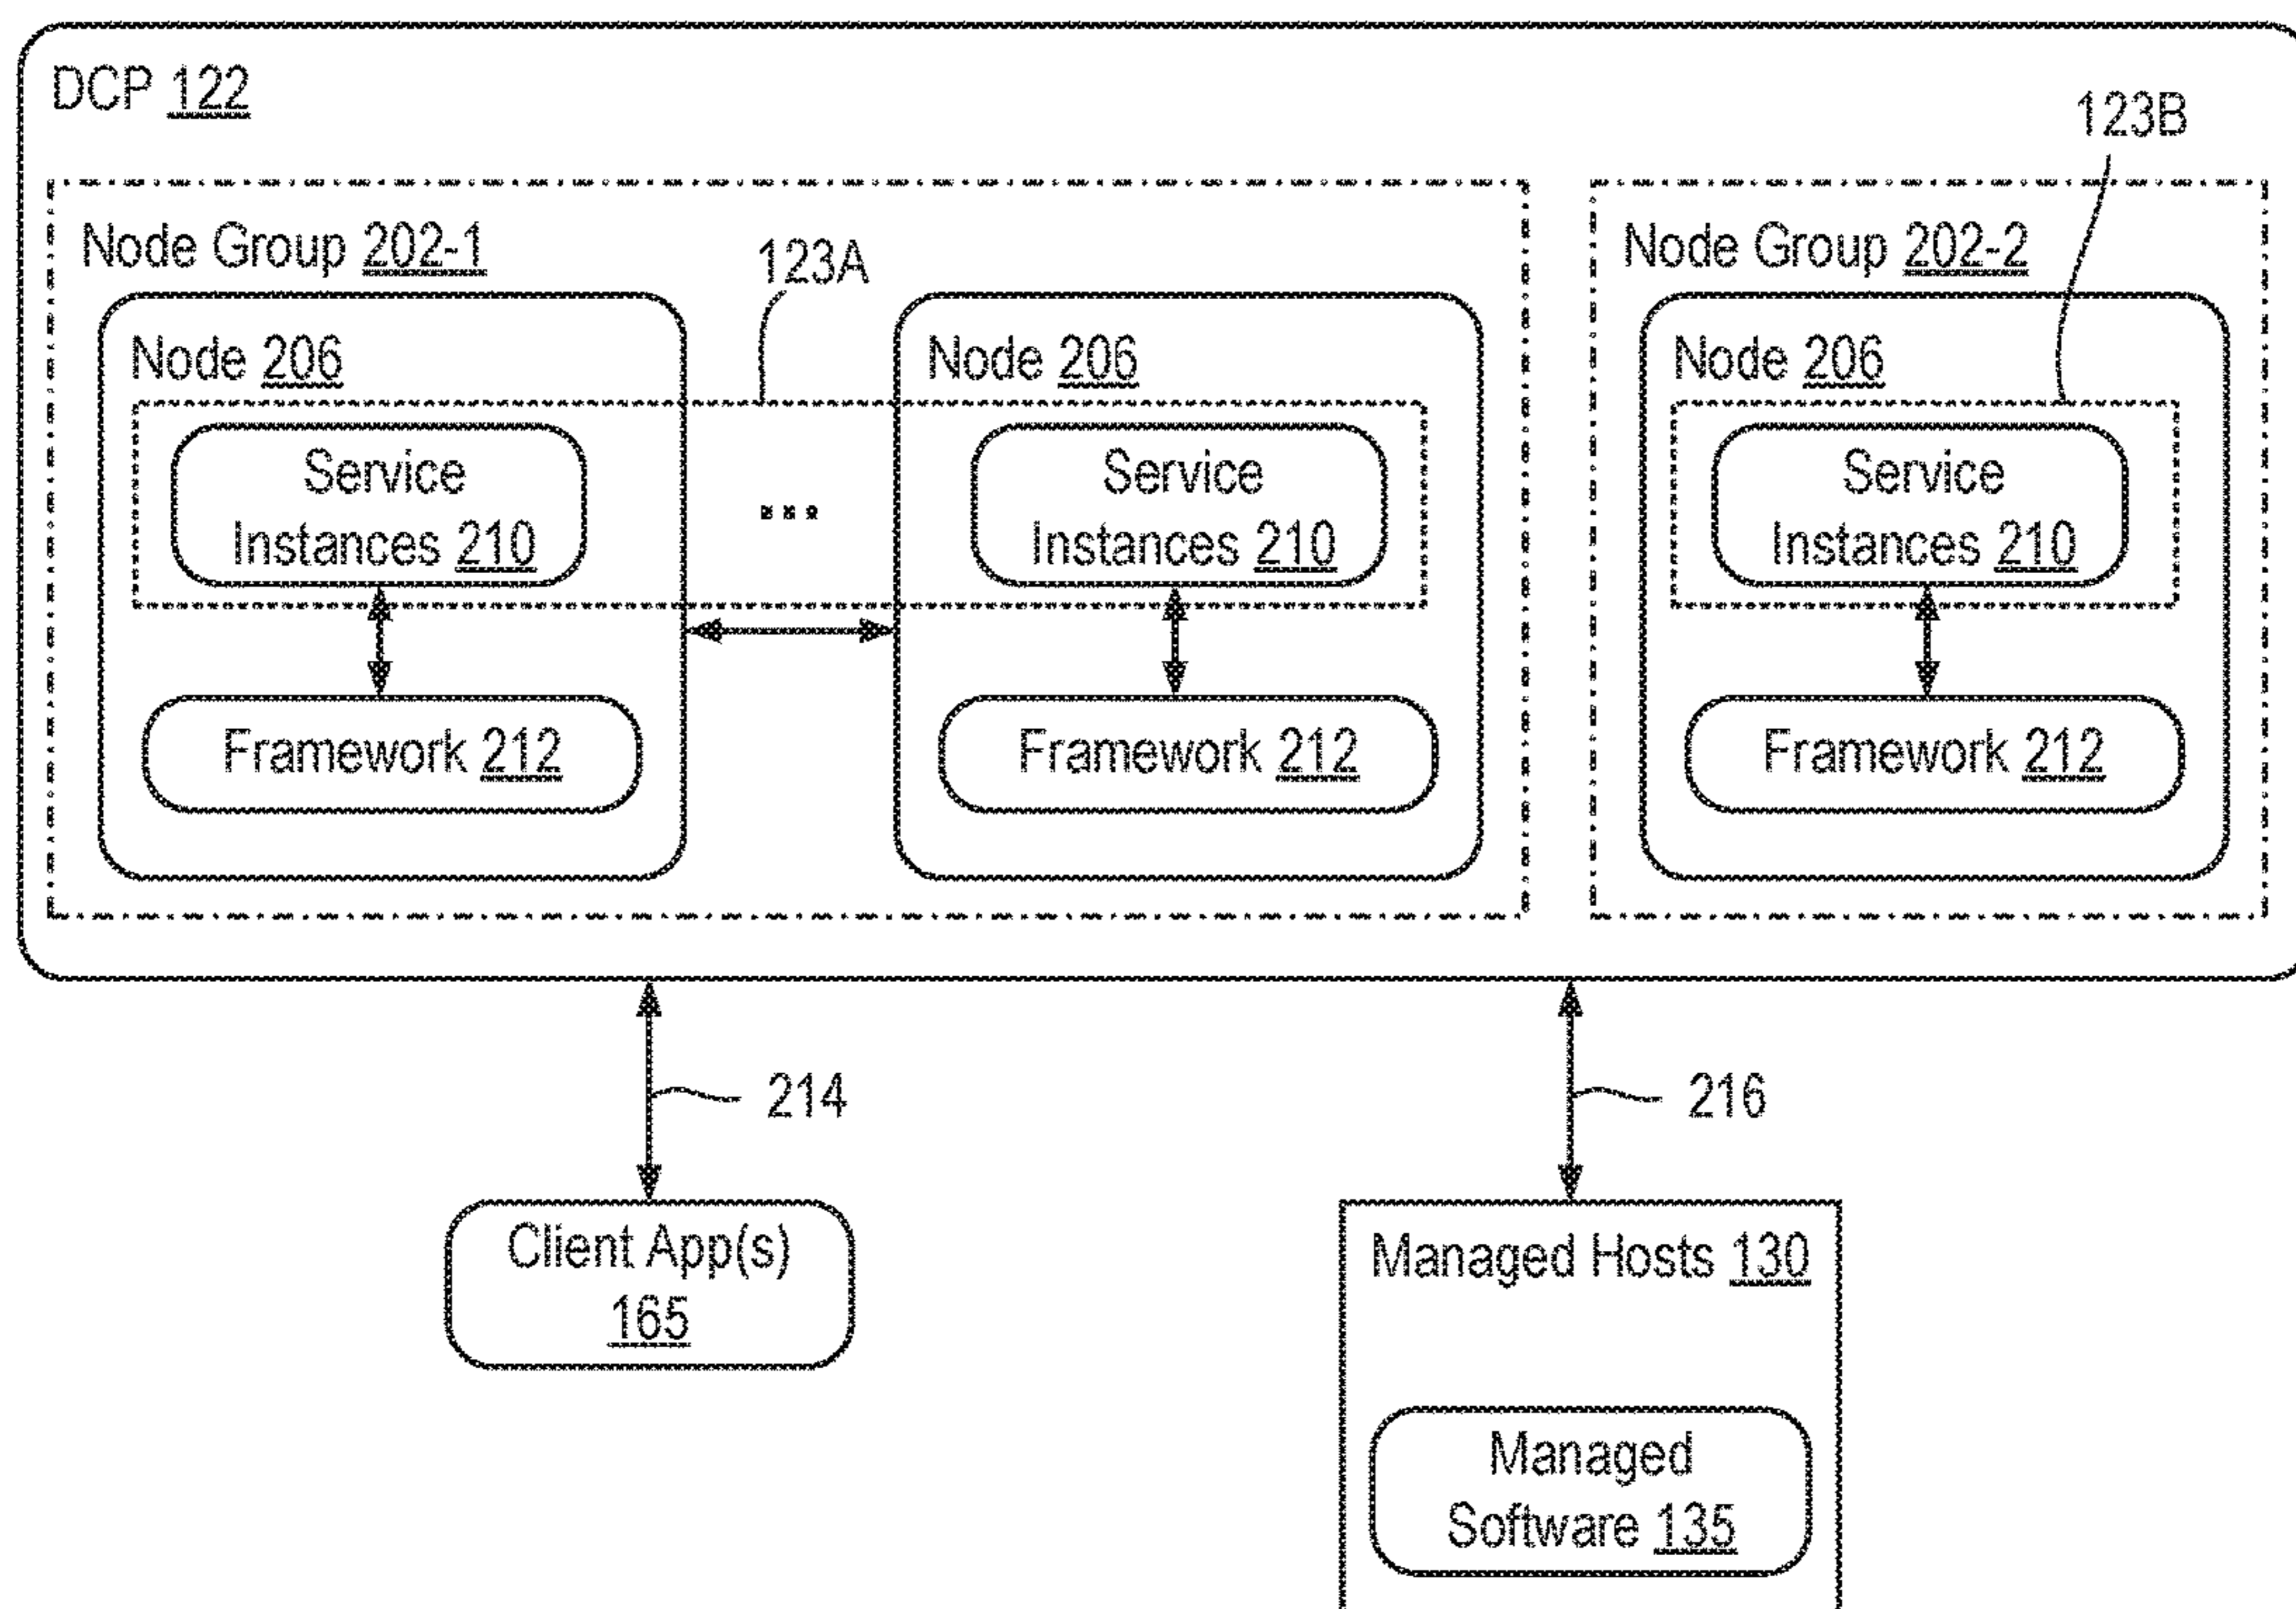 DCP 122
123B
Node Group 202-1
123A
Node Group 202-2
Node 206
Node 206
Node 206
Service
Instances 210
...
Service
Instances 210
Service
Instances 210
Framework 212
Framework 212
Framework 212
214
216
Client App(s)
165
Managed Hosts 130
Managed
Software 135